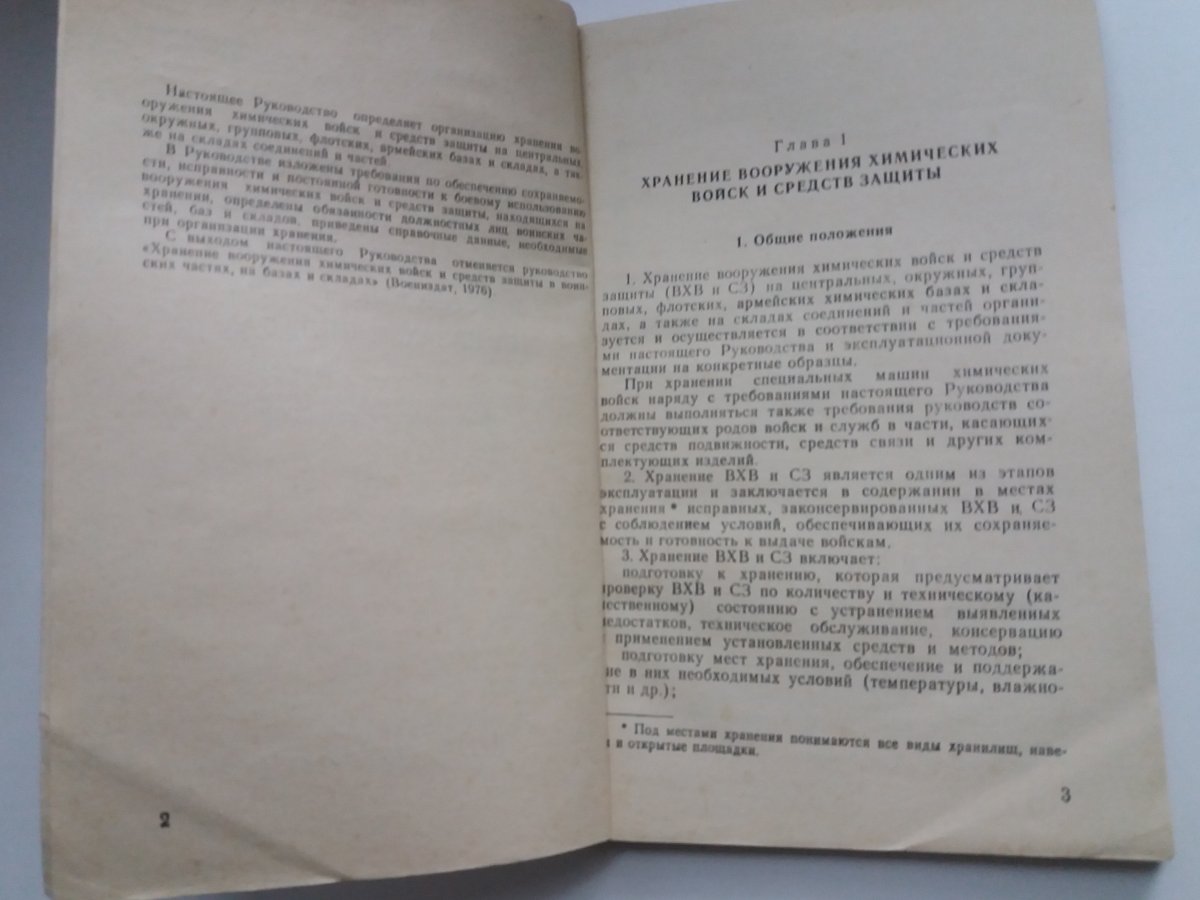 Настоящее Руководство определяет организацию хранения во-
оружения химических войск и средств защиты на центральных,
окружных, групповых, флотских, армейских базах и складах, а так-
же на складах соединений и частей.
В Руководстве изложены требования по обеспечению сохраняемо-
сти, исправности и постоянной готовности к боевому использованию
вооружения химических войск и средств защиты, находящихся на
хранении, определены обязанности должностных лиц воинских ча-
стей, баз и складов, приведены справочные данные, необходимые
при организации хранения.
С выходом настоящего Руководства отменяется руководство
«Хранение вооружения химических войск и средств защиты в воин-
ских частях, на базах и складах» (Воениздат, 1976)
2
Глава 1
ХРАНЕНИЕ ВООРУЖЕНИЯ ХИМИЧЕСКИХ
ВОЙСК И СРЕДСТВ ЗАЩИТЫ
1. Общие положения
1. Хранение вооружения химических войск и средств
защиты (ВХВ и СЗ) на центральных, окружных, груп-
повых, флотских, армейских химических базах и скла-
дах, а также на складах соединений и частей органи-
зуется и осуществляется в соответствии с требования-
ми настоящего Руководства и эксплуатационной доку-
ментации на конкретные образцы.
При хранении специальных машин химических
войск наряду с требованиями настоящего Руководства
должны выполняться также требования руководств со-
ответствующих родов войск и служб в части, касающих-
ся средств подвижности, средств связи и других ком-
плектующих изделий.
2. Хранение ВХВ и СЗ является одним из этапов
эксплуатации и заключается в содержании в местах
хранения* исправных, законсервированных ВХВ и СЗ
с соблюдением условий, обеспечивающих их сохраняе-
мость и готовность к выдаче войскам.
3. Хранение ВХВ и СЗ включает:
подготовку к хранению, которая предусматривает
проверку ВХВ и СЗ по количеству и техническому (ка-
чественному) состоянию с устранением выявленных
недостатков, техническое обслуживание, консервацию
применением установленных средств и методов;
подготовку мест хранения, обеспечение и поддержа-
ие в них необходимых условий (температуры, влажно-
ти и др.);
* Под местами хранения понимаются все виды хранилищ, наве-
и открытые площадки.
3